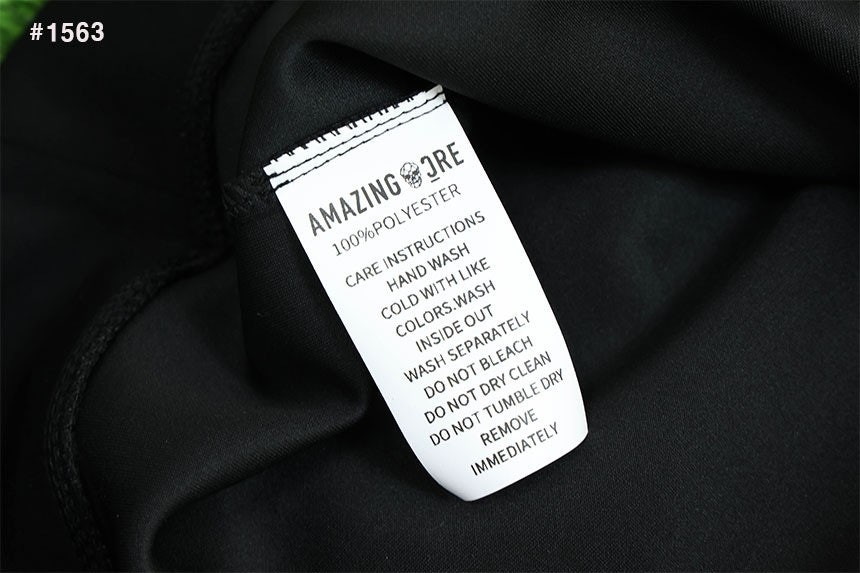 #1563
AMAZING CRE
100%POLYESTER
CARE INSTRUCTIONS
HAND WASH
COLD WITH LIKE
COLORS.WASH
INSIDE OUT
WASH SEPARATELY
DO NOT BLEACH
DO NOT DRY CLEAN
DO NOT TUMBLE DRY
REMOVE
IMMEDIATELY